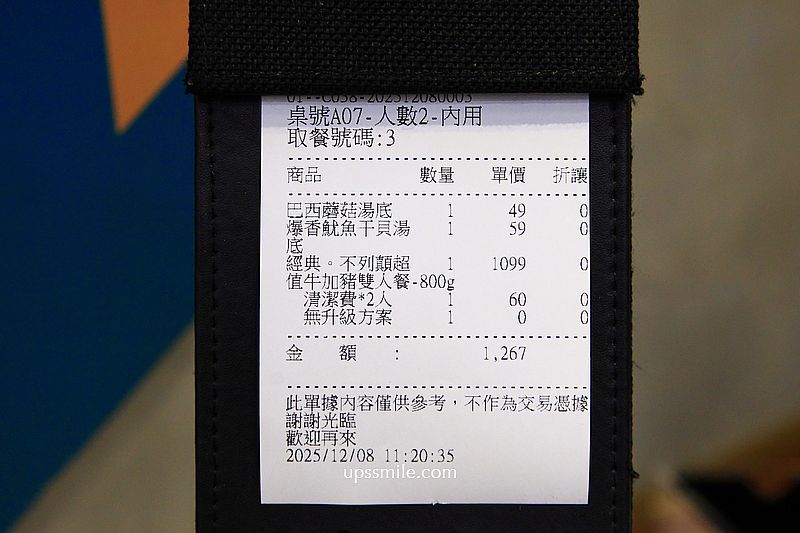 01--C058-202512080003
桌號A07-人數2-內用
取餐號碼:3
商品 數量 單價 折讓
巴西蘑菇湯底 1 49 0
爆香魷魚干貝湯 1 59 0
底
經典。不列顛超 1 1099 0
值牛加豬雙人餐-800g
清潔費*2人 1 60 0
無升級方案 1 0 0
金 額 : 1,267
此單據內容僅供參考，不作為交易憑據
謝謝光臨
歡迎再來
2025/12/08 11:20:35
upssmile.com